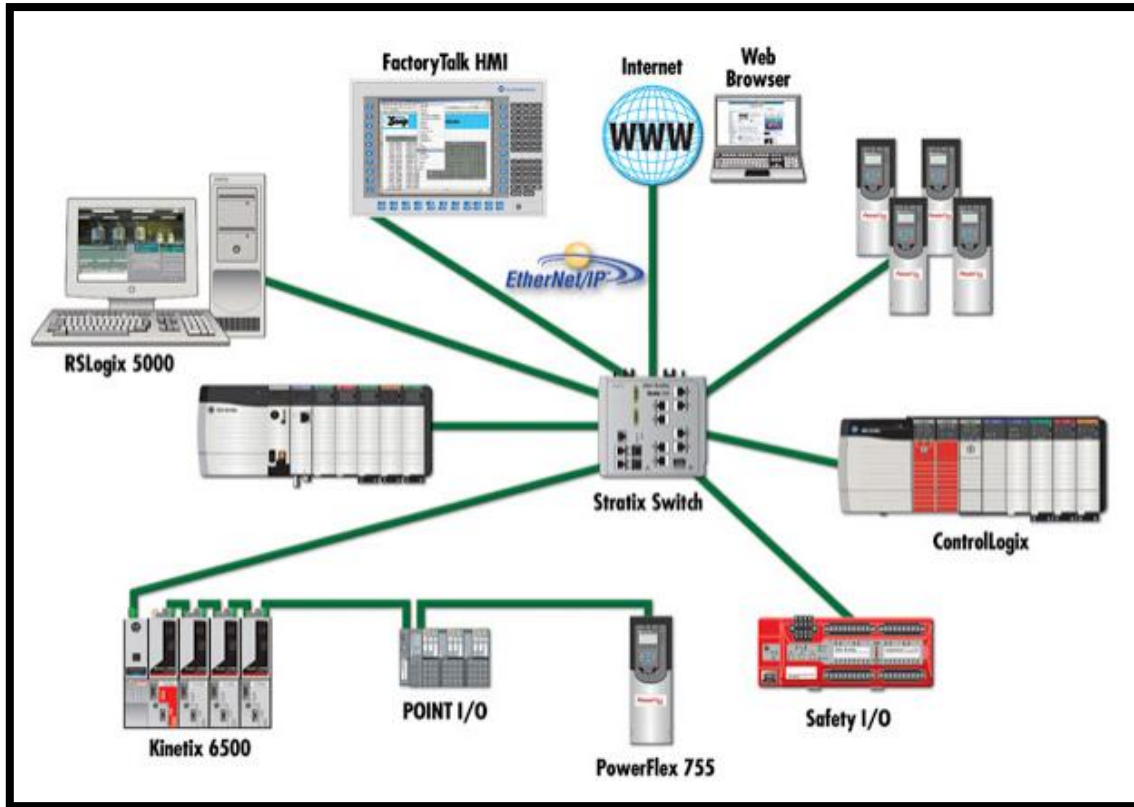 FactoryTalk HMI
Internet
Web
Browser
WWW
EtherNet/IP
RSLogix 5000
Stratix Switch
ControlLogix
Kinetix 6500
POINT I/O
PowerFlex 755
Safety I/O